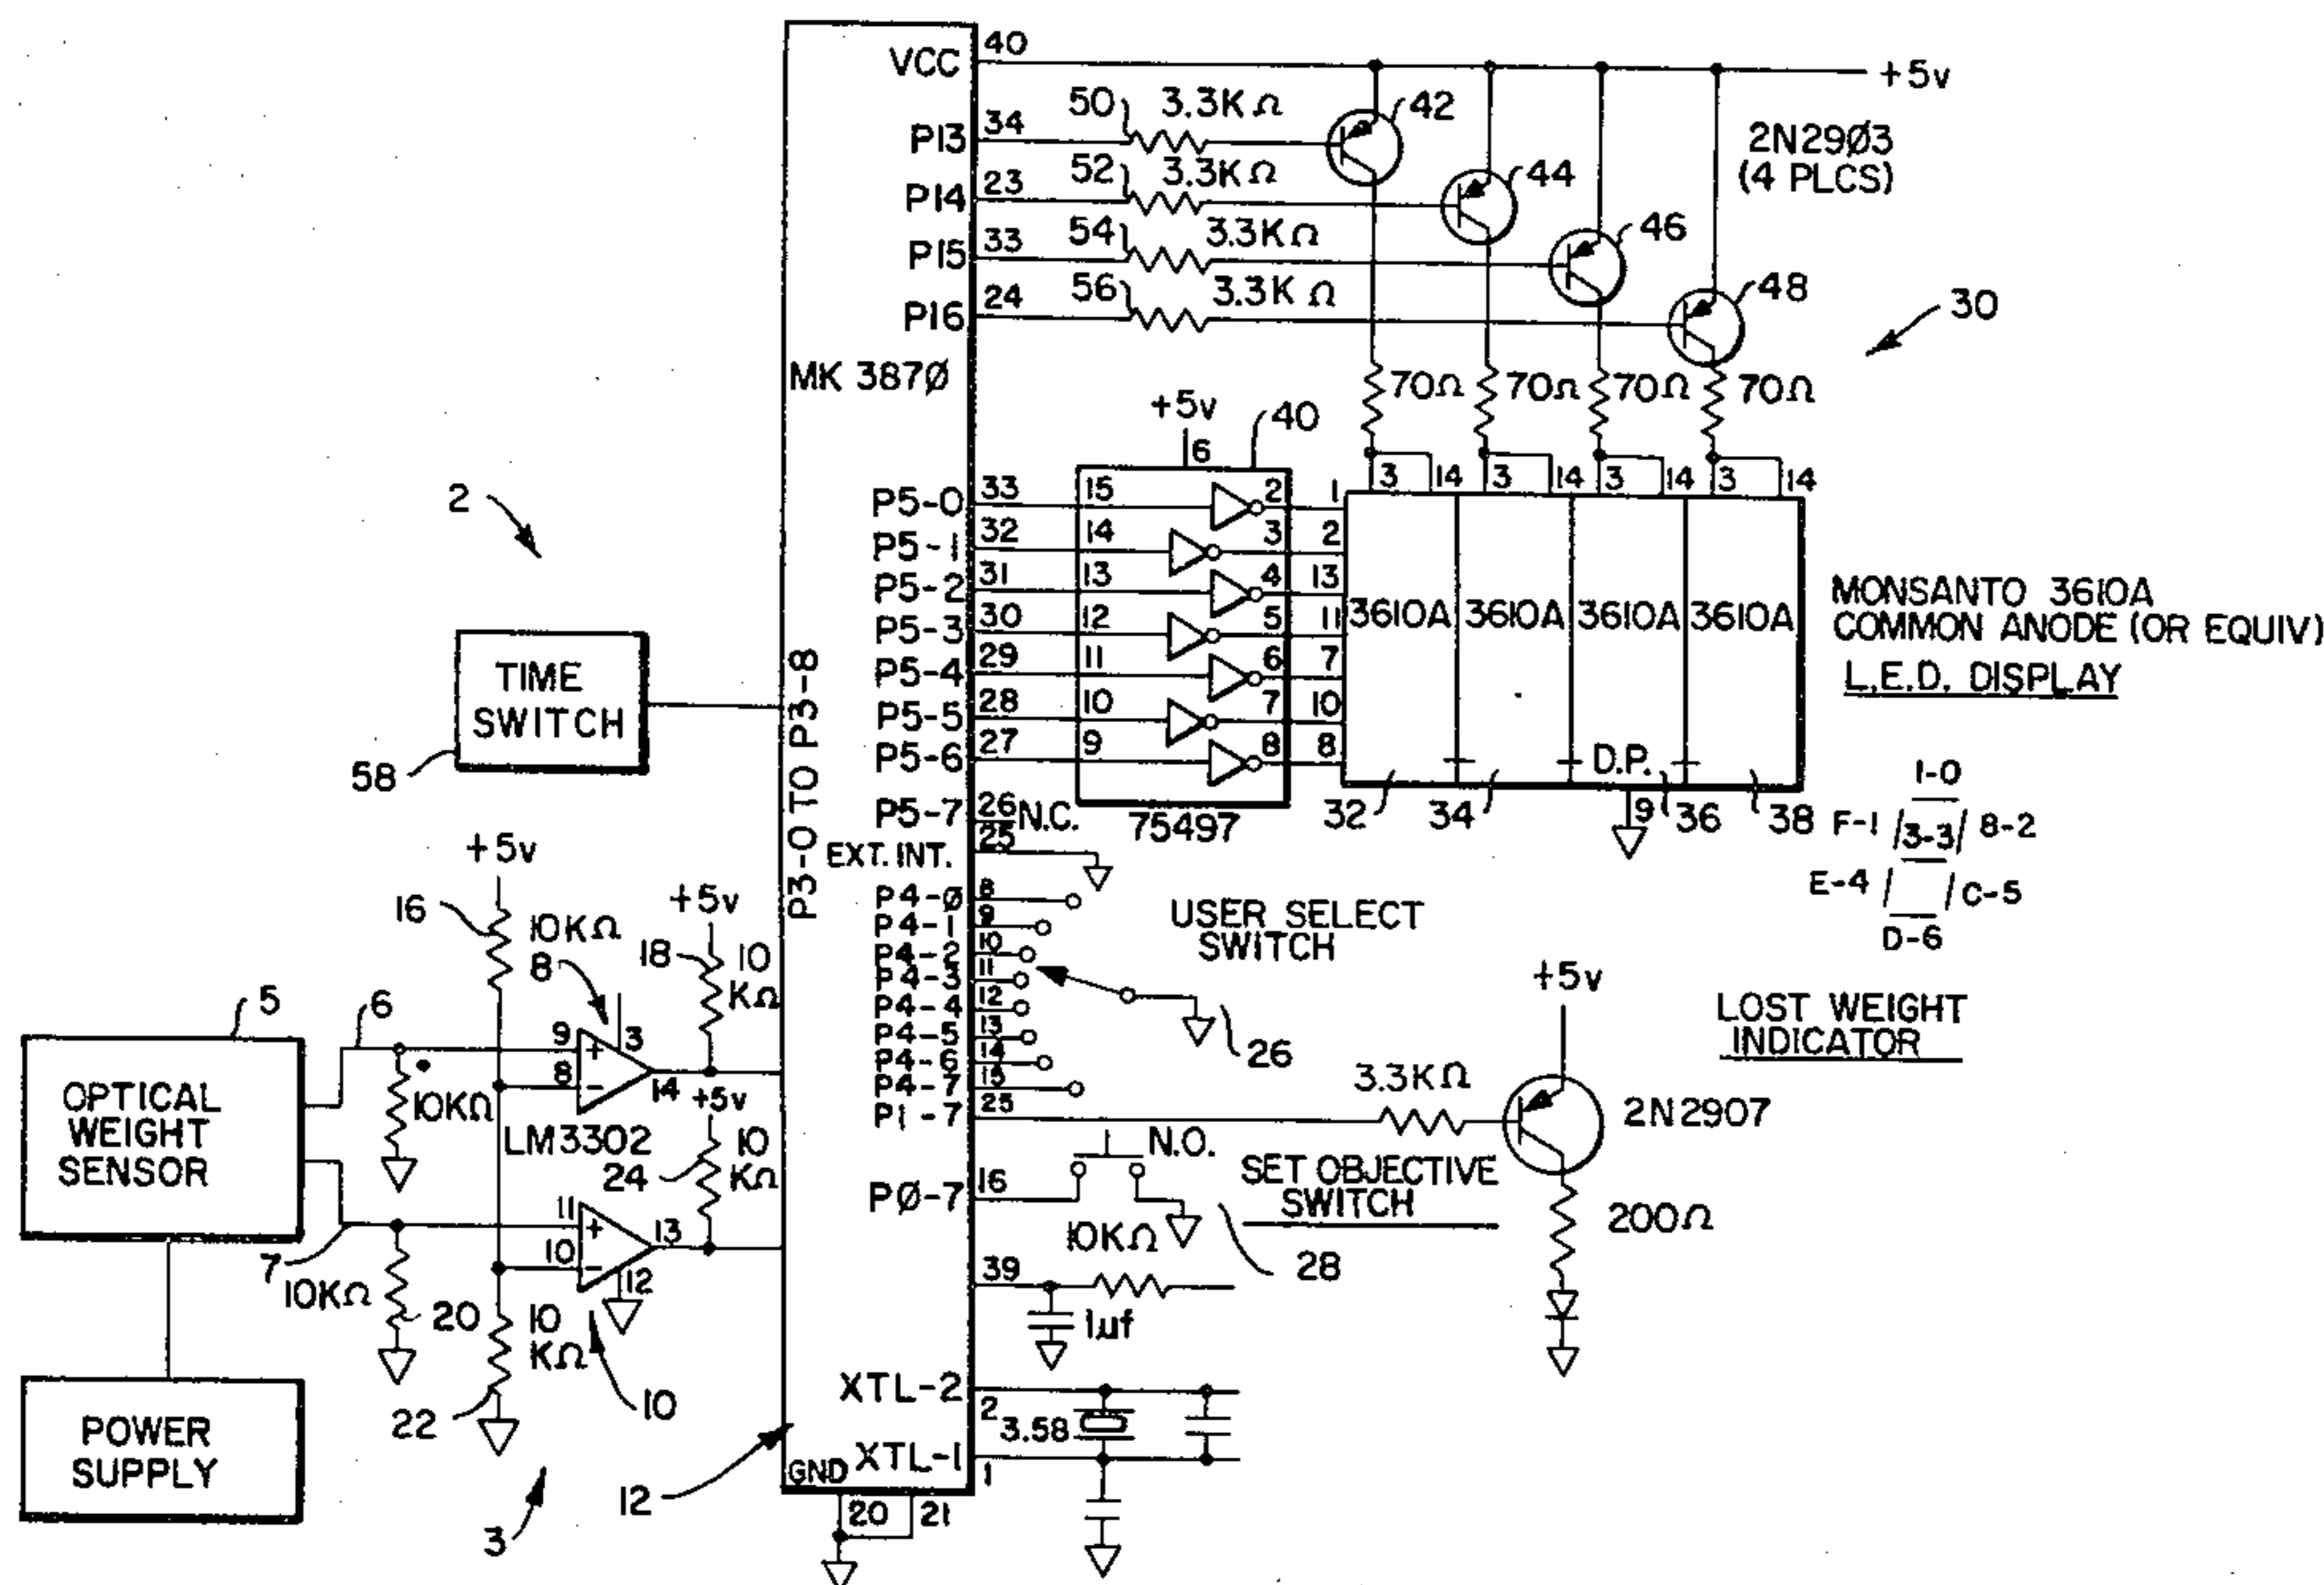 VCC 40
+5v
50 3.3KΩ 42
P13 34
2N29Ø3
(4 PLCS)
52 3.3KΩ 44
P14 23
54 3.3KΩ 46
P15 33
56 3.3KΩ 48
P16 24
30
MK 387Ø
70Ω 70Ω 70Ω 70Ω
+5v 40
6
3 14 3 14 3 14 3 14
2
P5-0 33 15 2 1
P5-1 32 14 3 2
P5-2 31 13 4 13
P5-3 30 12 5 11
P5-4 29 11 6 7
P5-5 28 10 7 10
P5-6 27 9 8 8
P5-7 26 N.C.
3610A 3610A 3610A 3610A
MONSANTO 3610A
COMMON ANODE (OR EQUIV)
L.E.D. DISPLAY
D.P.
32 34 9 36 38
75497
1-0
F-1 3-3 8-2
E-4 C-5
D-6
TIME
SWITCH
58
P3-0 TO P3-8
EXT. INT. 25
P4-Ø 8
P4-1 9
P4-2 10
P4-3 11
P4-4 12
P4-5 13
P4-6 14
P4-7 15
P1-7 25
USER SELECT
SWITCH
26
+5v
16 10KΩ
8
+5v
18 10
KΩ
5 6
9 + 3
8 − 14
10KΩ
LM3302
OPTICAL
WEIGHT
SENSOR
+5v
24 10
KΩ
11 + 13
10 − 12
7
10KΩ
20
10
KΩ
22
10
POWER
SUPPLY
3
12
LOST WEIGHT
INDICATOR
+5v
3.3KΩ
2N2907
200Ω
N.O.
PØ-7 16
SET OBJECTIVE
SWITCH
28
10KΩ
39
1uf
XTL-2
2
3.58
XTL-1
1
GND
20 21